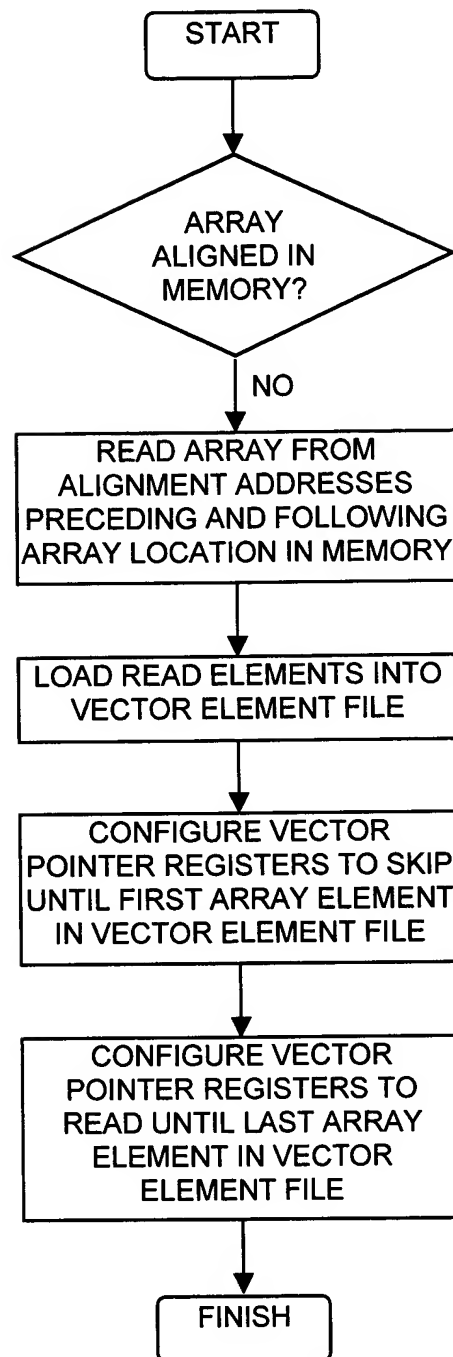 START
ARRAY
ALIGNED IN
MEMORY?
NO
READ ARRAY FROM
ALIGNMENT ADDRESSES
PRECEDING AND FOLLOWING
ARRAY LOCATION IN MEMORY
LOAD READ ELEMENTS INTO
VECTOR ELEMENT FILE
CONFIGURE VECTOR
POINTER REGISTERS TO SKIP
UNTIL FIRST ARRAY ELEMENT
IN VECTOR ELEMENT FILE
CONFIGURE VECTOR
POINTER REGISTERS TO
READ UNTIL LAST ARRAY
ELEMENT IN VECTOR
ELEMENT FILE
FINISH